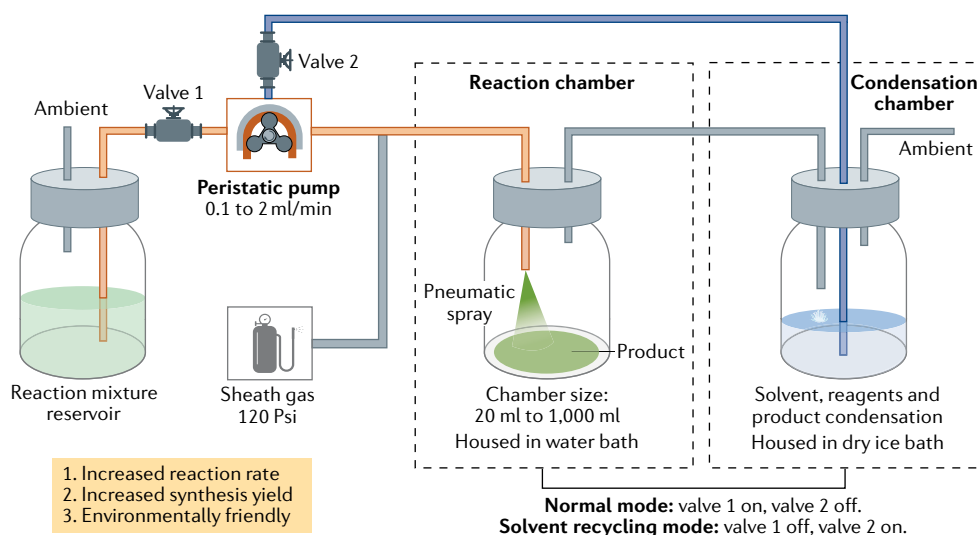 Valve 2
Valve 1
Ambient
Peristatic pump
0.1 to 2 ml/min
Reaction mixture
reservoir
Sheath gas
120 Psi
Reaction chamber
Pneumatic
spray
Product
Chamber size:
20 ml to 1,000 ml
Housed in water bath
Condensation
chamber
Ambient
Solvent, reagents and
product condensation
Housed in dry ice bath
1. Increased reaction rate
2. Increased synthesis yield
3. Environmentally friendly
Normal mode: valve 1 on, valve 2 off.
Solvent recycling mode: valve 1 off, valve 2 on.